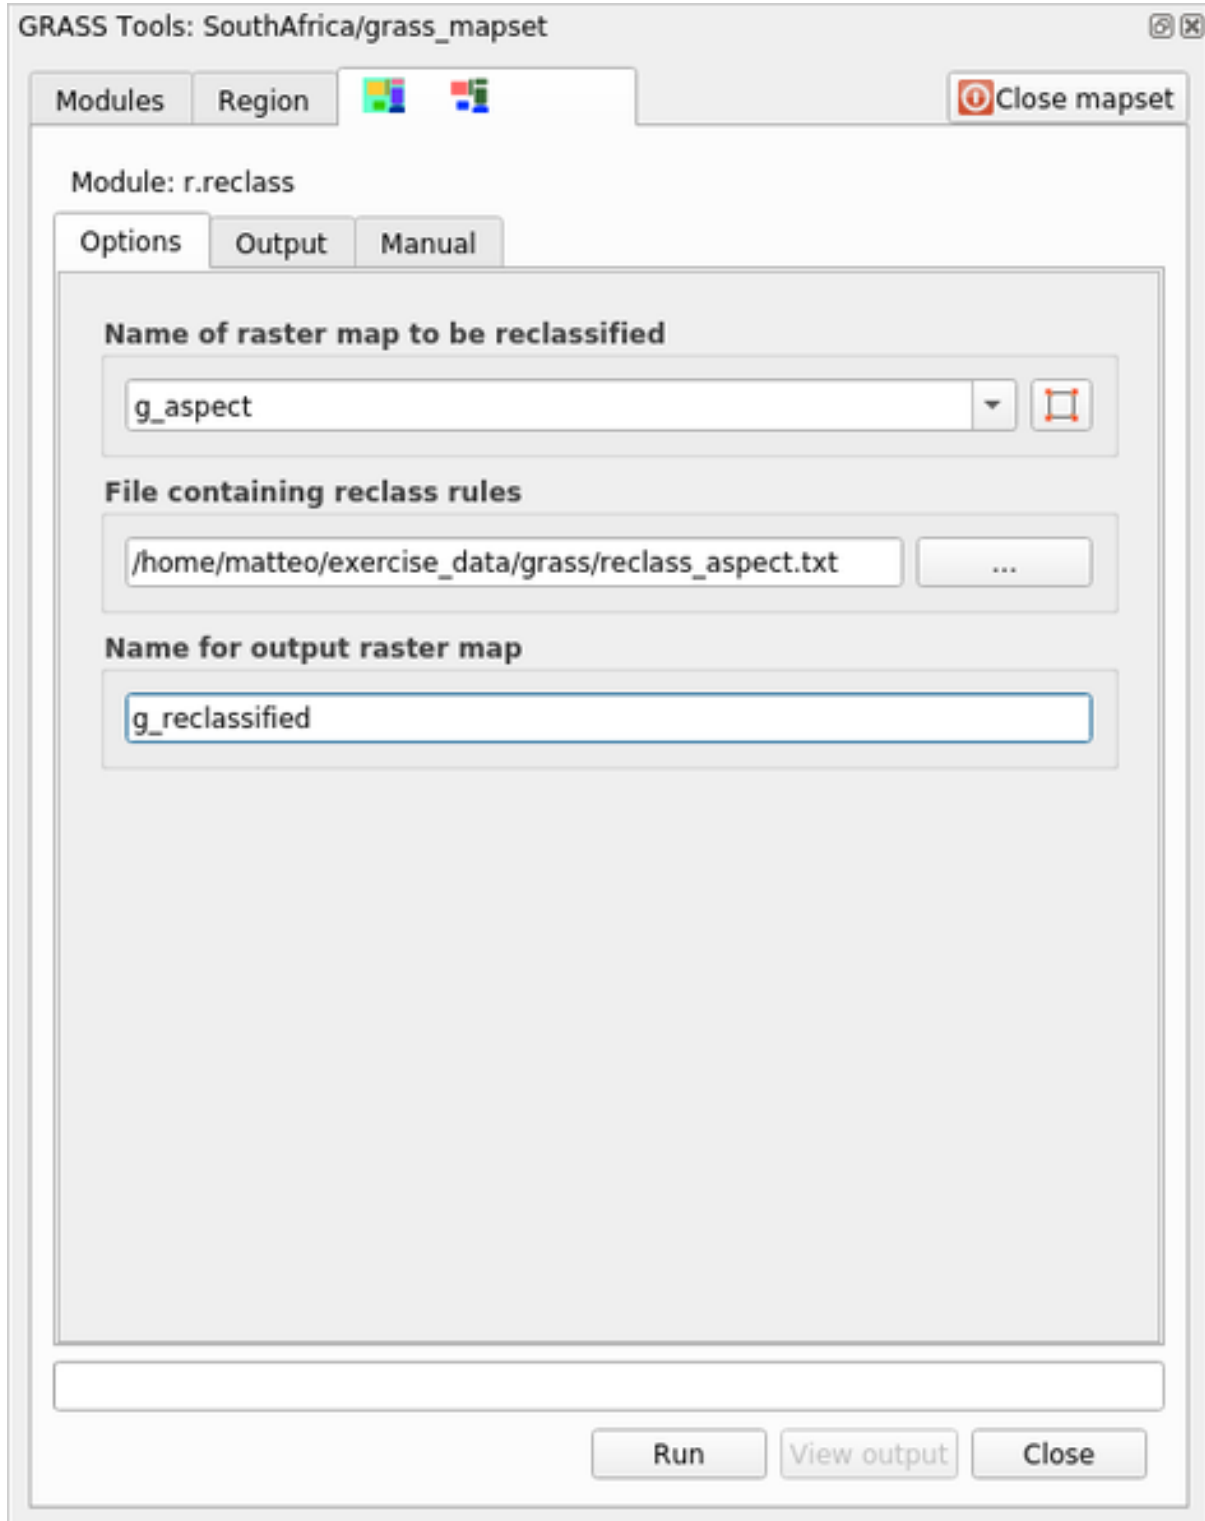 GRASS Tools: SouthAfrica/grass_mapset
Modules Region Close mapset
Module: r.reclass
Options Output Manual
Name of raster map to be reclassified
g_aspect
File containing reclass rules
/home/matteo/exercise_data/grass/reclass_aspect.txt ...
Name for output raster map
g_reclassified
Run View output Close